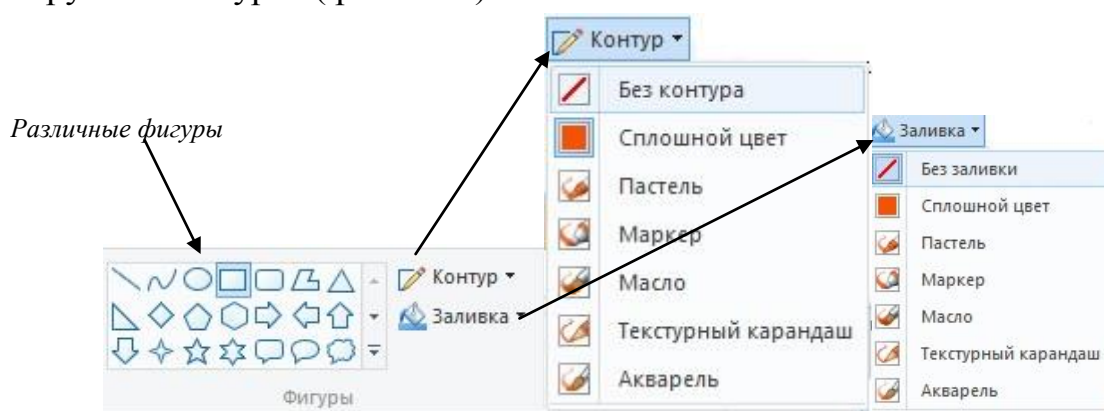 Контур
Без контура
Сплошной цвет
Пастель
Маркер
Масло
Текстурный карандаш
Акварель
Различные фигуры
Заливка
Без заливки
Сплошной цвет
Пастель
Маркер
Масло
Текстурный карандаш
Акварель
Контур
Заливка
Фигуры